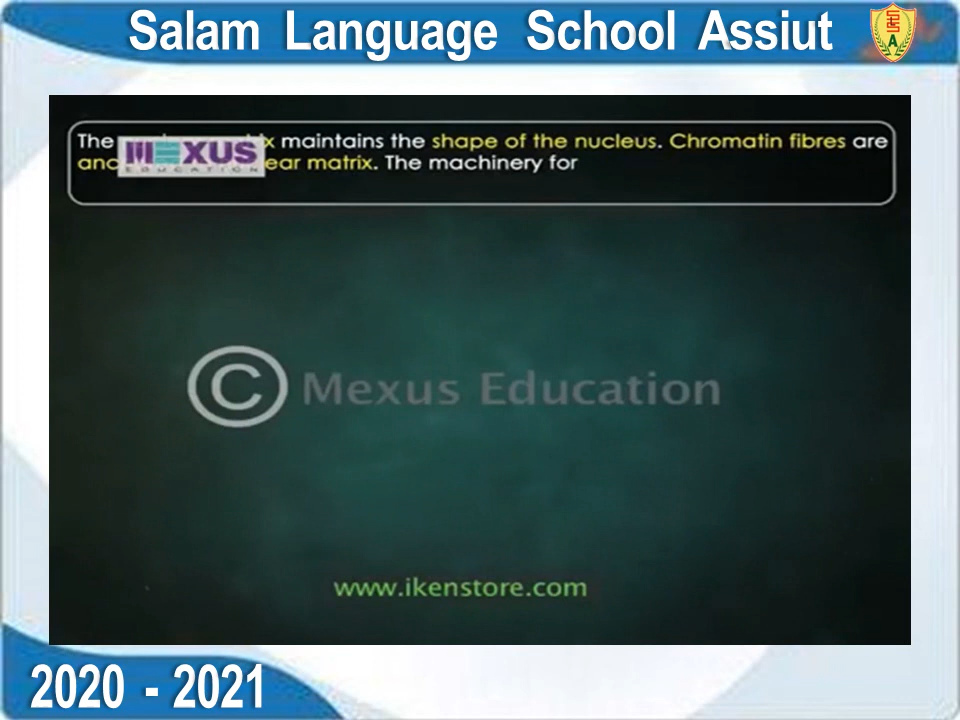 Salam Language School Assiut
The maintains the shape of the nucleus. Chromatin fibres are
matrix. The machinery for
MEXUS
EDUCATION
© Mexus Education
www.ikenstore.com
2020 - 2021